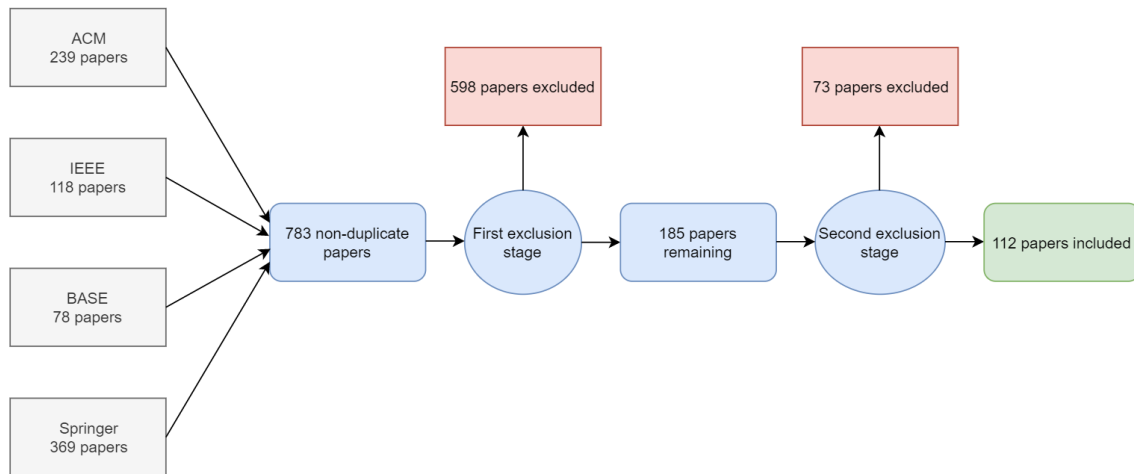 ACM
239 papers
IEEE
118 papers
BASE
78 papers
Springer
369 papers
783 non-duplicate
papers
First exclusion
stage
598 papers excluded
185 papers
remaining
Second exclusion
stage
73 papers excluded
112 papers included